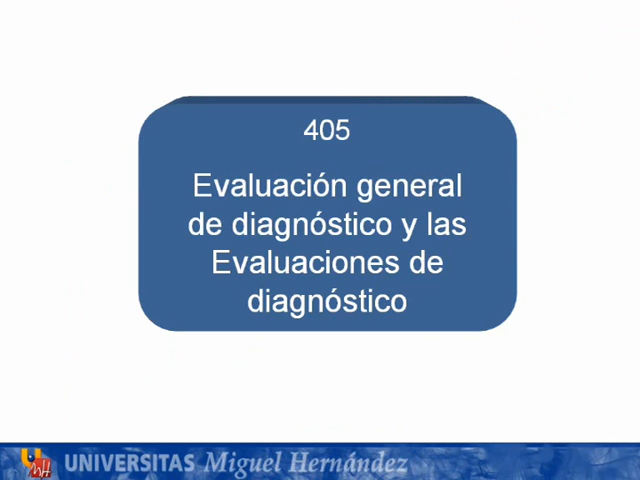 405
Evaluación general
de diagnóstico y las
Evaluaciones de
diagnóstico
UNIVERSITAS Miguel Hernández